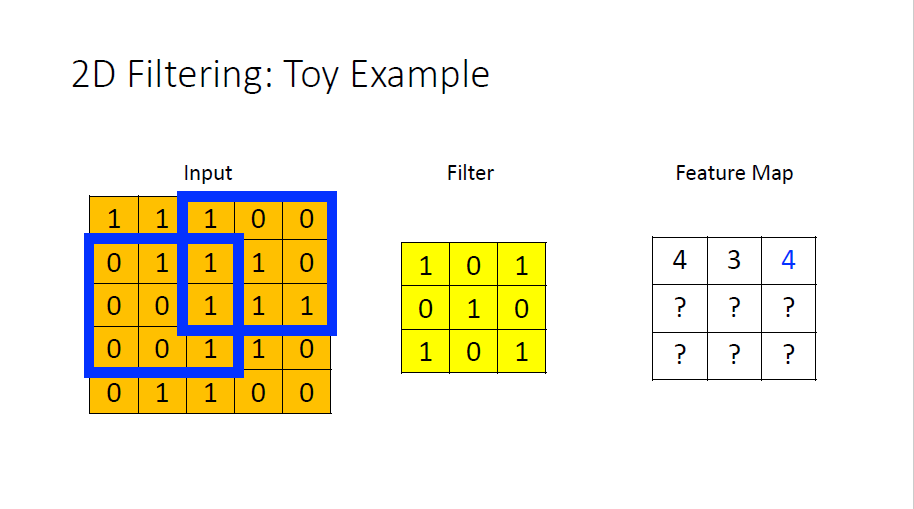 2D Filtering: Toy Example
Input
Filter
Feature Map
1 1 1 0 0
0 1 1 1 0
0 0 1 1 1
0 0 1 1 0
0 1 1 0 0
1 0 1
0 1 0
1 0 1
4 3 4
? ? ?
? ? ?